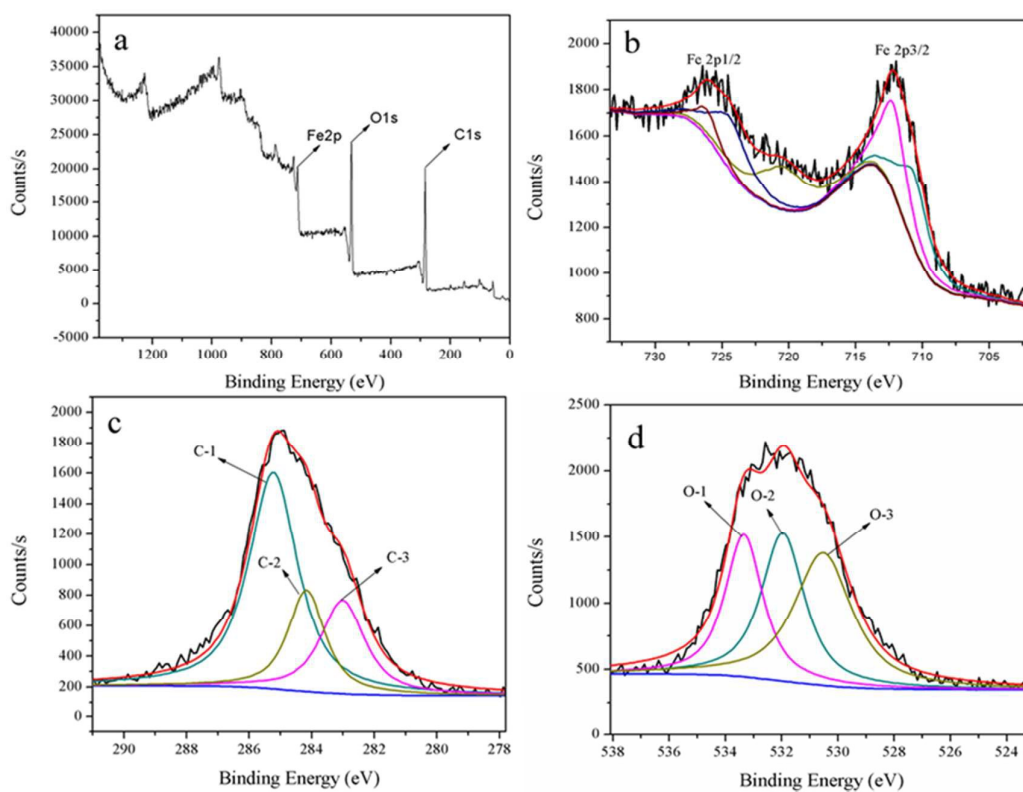 a
40000
35000
30000
25000
20000
15000
10000
5000
0
-5000
Counts/s
Fe2p
O1s
C1s
1200 1000 800 600 400 200 0
Binding Energy (eV)
b
2000
1800
1600
1400
1200
1000
800
Counts/s
Fe 2p1/2
Fe 2p3/2
730 725 720 715 710 705
Binding Energy (eV)
c
2000
1800
1600
1400
1200
1000
800
600
400
200
0
Counts/s
C-1
C-2
C-3
290 288 286 284 282 280 278
Binding Energy (eV)
d
2500
2000
1500
1000
500
0
Counts/s
O-1
O-2
O-3
538 536 534 532 530 528 526 524
Binding Energy (eV)